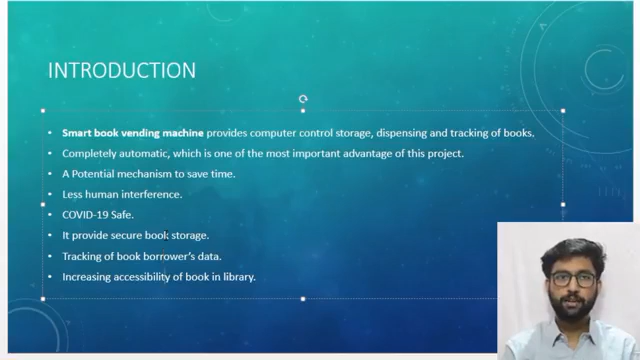 INTRODUCTION
• Smart book vending machine provides computer control storage, dispensing and tracking of books.
• Completely automatic, which is one of the most important advantage of this project.
• A Potential mechanism to save time.
• Less human interference.
• COVID-19 Safe.
• It provide secure book storage.
• Tracking of book borrower's data.
• Increasing accessibility of book in library.